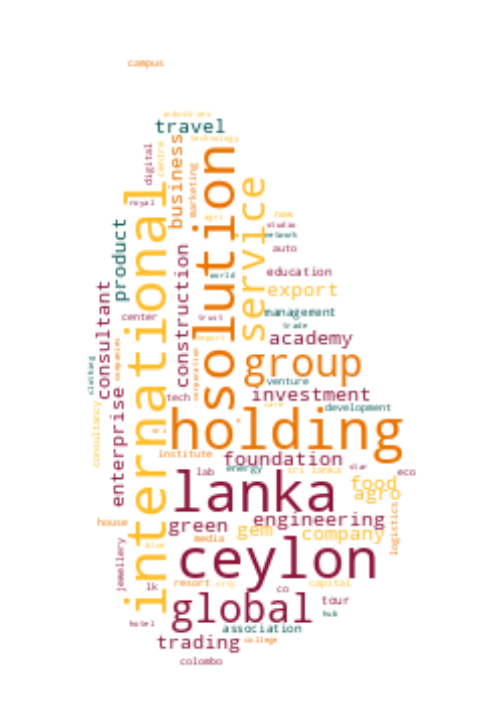 campus
industries
travel
technology
business
solution
digital
centre
marketing
international
royal
service
agri
new
studio
network
product
construction
auto
world
education
consultant
export
center
trust
management
trade
import
academy
companies
group
corporation
clothing
venture
tech
investment
enterprise
care
development
holding
consultancy
institute
foundation
lab
energy
sri lanka
star
eco
lanka
food
agro
house
green
gem
engineering
company
logistics
media
blue
ceylon
jewellery
lk
resort
city
co
capital
global
tour
hub
hotel
association
trading
college
colombo